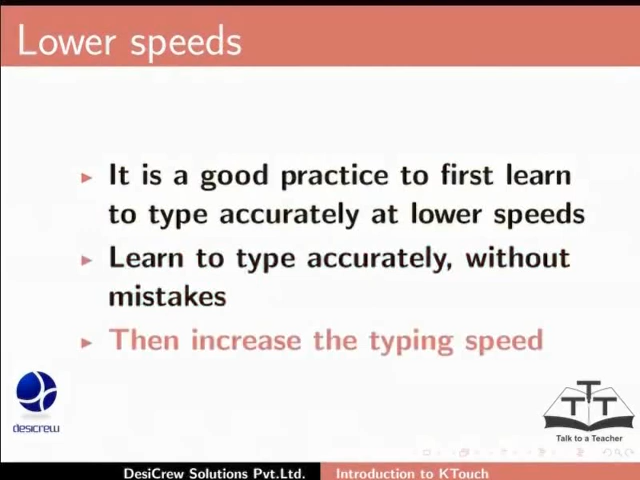 Lower speeds
It is a good practice to first learn
to type accurately at lower speeds
Learn to type accurately, without
mistakes
Then increase the typing speed
desicrew
TTT
Talk to a Teacher
DesiCrew Solutions Pvt.Ltd.
Introduction to KTouch